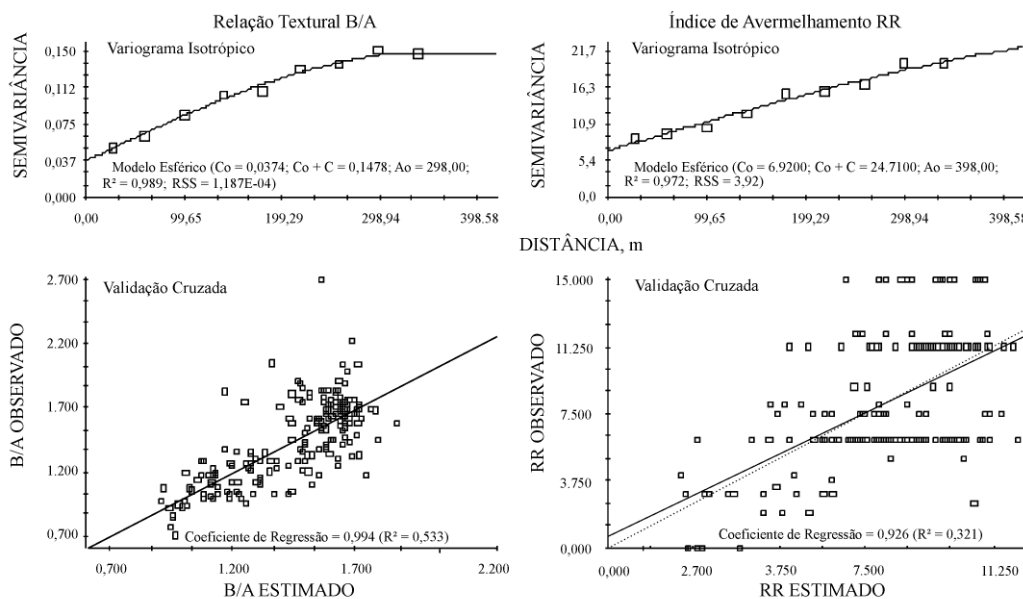 Relação Textural B/A
Variograma Isotrópico
SEMIVARIÂNCIA
0,150
0,112
0,075
0,037
0,000
Modelo Esférico (Co = 0,0374; Co + C = 0,1478; Ao = 298,00;
R² = 0,989; RSS = 1,187E-04)
0,00 99,65 199,29 298,94 398.58
Índice de Avermelhamento RR
Variograma Isotrópico
SEMIVARIÂNCIA
21,7
16,3
10,9
5,4
0,0
Modelo Esférico (Co = 6.9200; Co + C = 24.7100; Ao = 398,00;
R² = 0,972; RSS = 3,92)
0,00 99,65 199,29 298,94 398,58
DISTÂNCIA, m
Validação Cruzada
B/A OBSERVADO
2.700
2.200
1.700
1.200
0,700
Coeficiente de Regressão = 0,994 (R² = 0,533)
0,700 1.200 1.700 2.200
B/A ESTIMADO
Validação Cruzada
RR OBSERVADO
15.000
11.250
7.500
3.750
0,000
Coeficiente de Regressão = 0,926 (R² = 0,321)
0,000 2.700 3.750 7.500 11.250
RR ESTIMADO